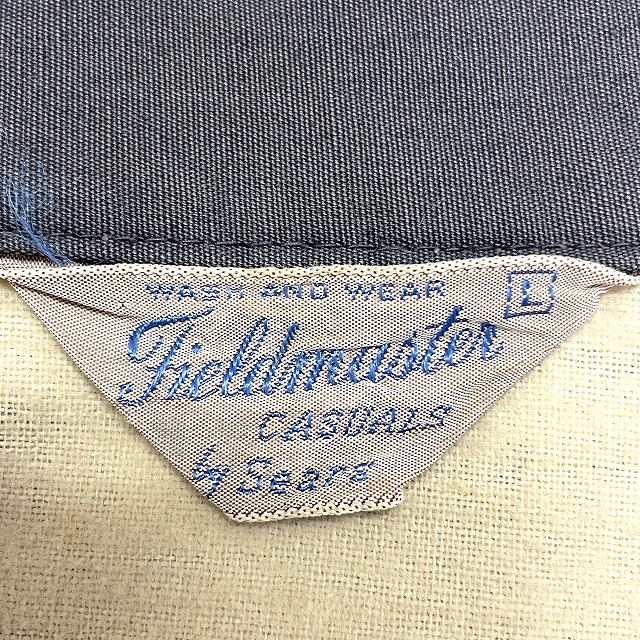 WASH AND WEAR L
Fieldmaster
CASUALS
by Sears